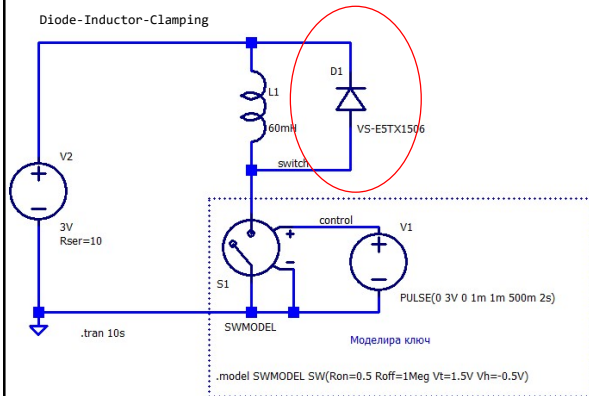 Diode-Inductor-Clamping
D1
L1
60mH
VS-E5TX1506
switch
V2
+
3V
Rser=10
control
V1
+
+
S1
PULSE(0 3V 0 1m 1m 500m 2s)
.tran 10s
SWMODEL
Моделира ключ
.model SWMODEL SW(Ron=0.5 Roff=1Meg Vt=1.5V Vh=-0.5V)